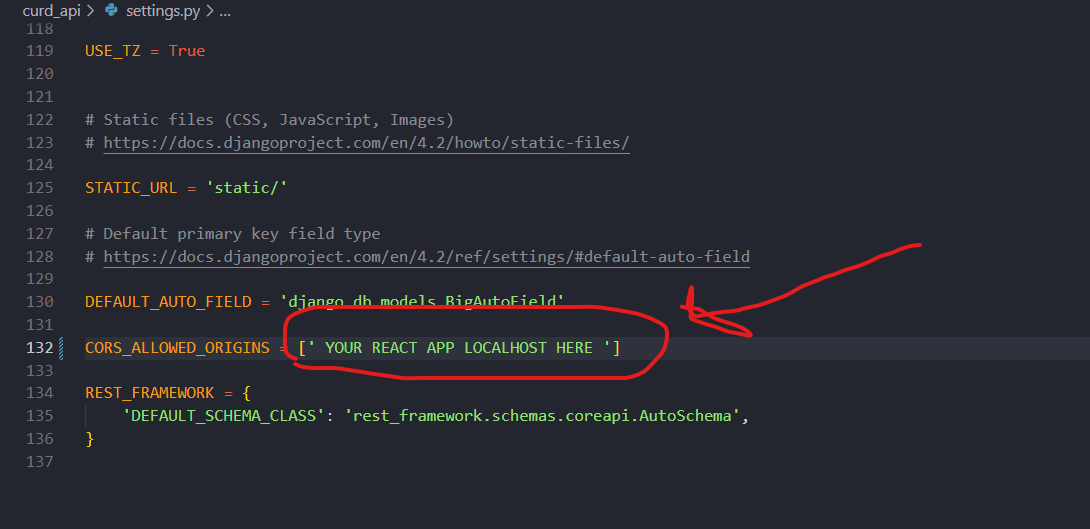 curd_api > settings.py > ...
118
119 USE_TZ = True
120
121
122 # Static files (CSS, JavaScript, Images)
123 # https://docs.djangoproject.com/en/4.2/howto/static-files/
124
125 STATIC_URL = 'static/'
126
127 # Default primary key field type
128 # https://docs.djangoproject.com/en/4.2/ref/settings/#default-auto-field
129
130 DEFAULT_AUTO_FIELD = 'django.db.models.BigAutoField'
131
132 CORS_ALLOWED_ORIGINS = [' YOUR REACT APP LOCALHOST HERE ']
133
134 REST_FRAMEWORK = {
135 'DEFAULT_SCHEMA_CLASS': 'rest_framework.schemas.coreapi.AutoSchema',
136 }
137